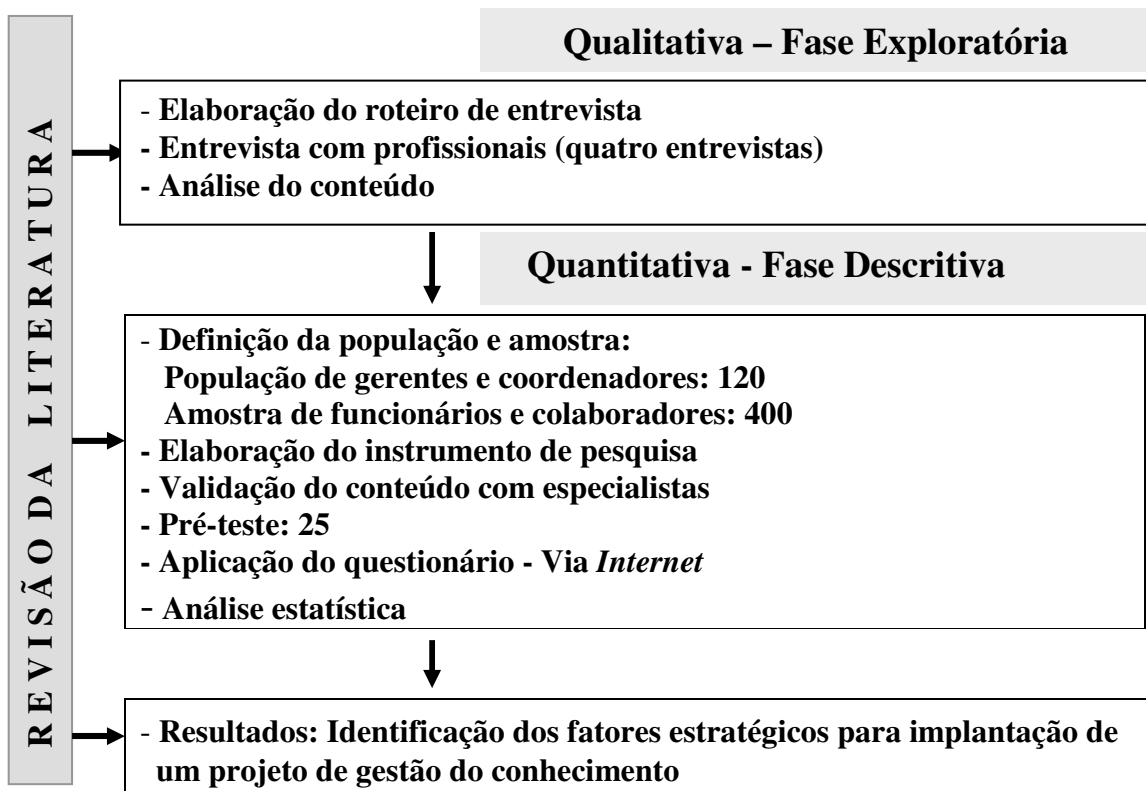 REVISÃO DA LITERATURA
Qualitativa – Fase Exploratória
- Elaboração do roteiro de entrevista
- Entrevista com profissionais (quatro entrevistas)
- Análise do conteúdo
Quantitativa - Fase Descritiva
- Definição da população e amostra:
População de gerentes e coordenadores: 120
Amostra de funcionários e colaboradores: 400
- Elaboração do instrumento de pesquisa
- Validação do conteúdo com especialistas
- Pré-teste: 25
- Aplicação do questionário - Via Internet
- Análise estatística
- Resultados: Identificação dos fatores estratégicos para implantação de
um projeto de gestão do conhecimento